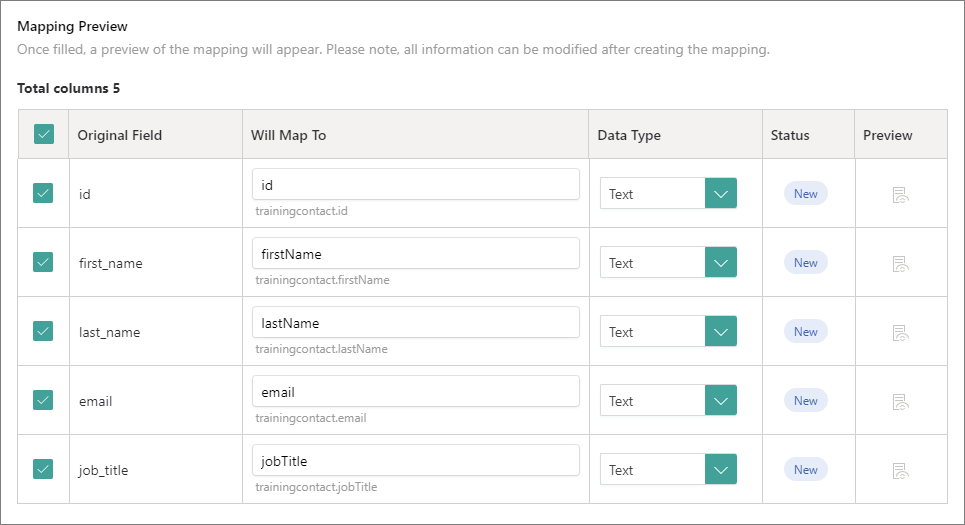 Mapping Preview
Once filled, a preview of the mapping will appear. Please note, all information can be modified after creating the mapping.
Total columns 5
Original Field Will Map To Data Type Status Preview
id id Text New
trainingcontact.id
first_name firstName Text New
trainingcontact.firstName
last_name lastName Text New
trainingcontact.lastName
email email Text New
trainingcontact.email
job_title jobTitle Text New
trainingcontact.jobTitle